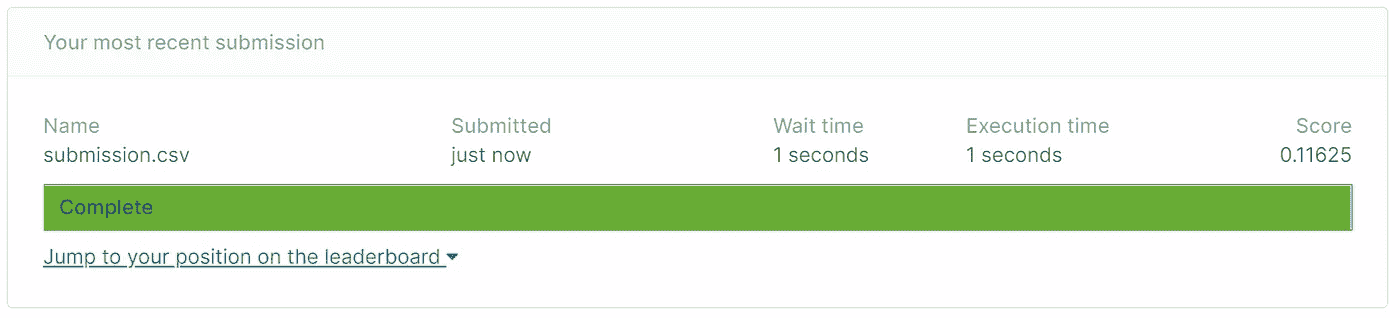 Your most recent submission
Name Submitted Wait time Execution time Score
submission.csv just now 1 seconds 1 seconds 0.11625
Complete
Jump to your position on the leaderboard